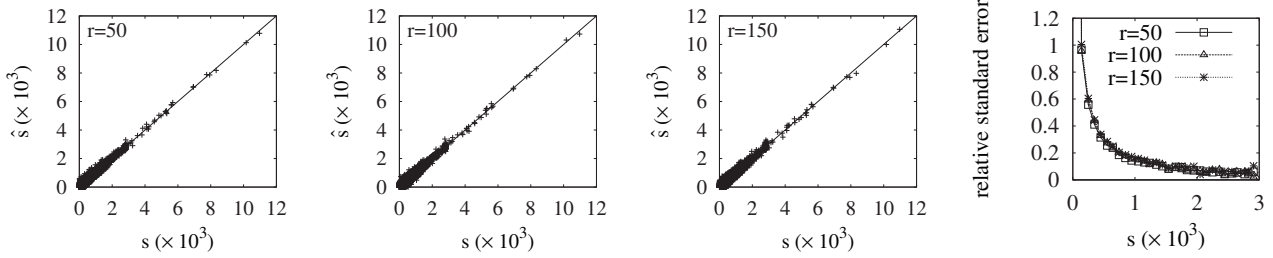 12
10
8
6
4
2
0
r=50
ŝ (× 10³)
0 2 4 6 8 10 12
s (× 10³)
12
10
8
6
4
2
0
r=100
ŝ (× 10³)
0 2 4 6 8 10 12
s (× 10³)
12
10
8
6
4
2
0
r=150
ŝ (× 10³)
0 2 4 6 8 10 12
s (× 10³)
relative standard error
1.2
1
0.8
0.6
0.4
0.2
0
r=50
r=100
r=150
0 1 2 3
s (× 10³)